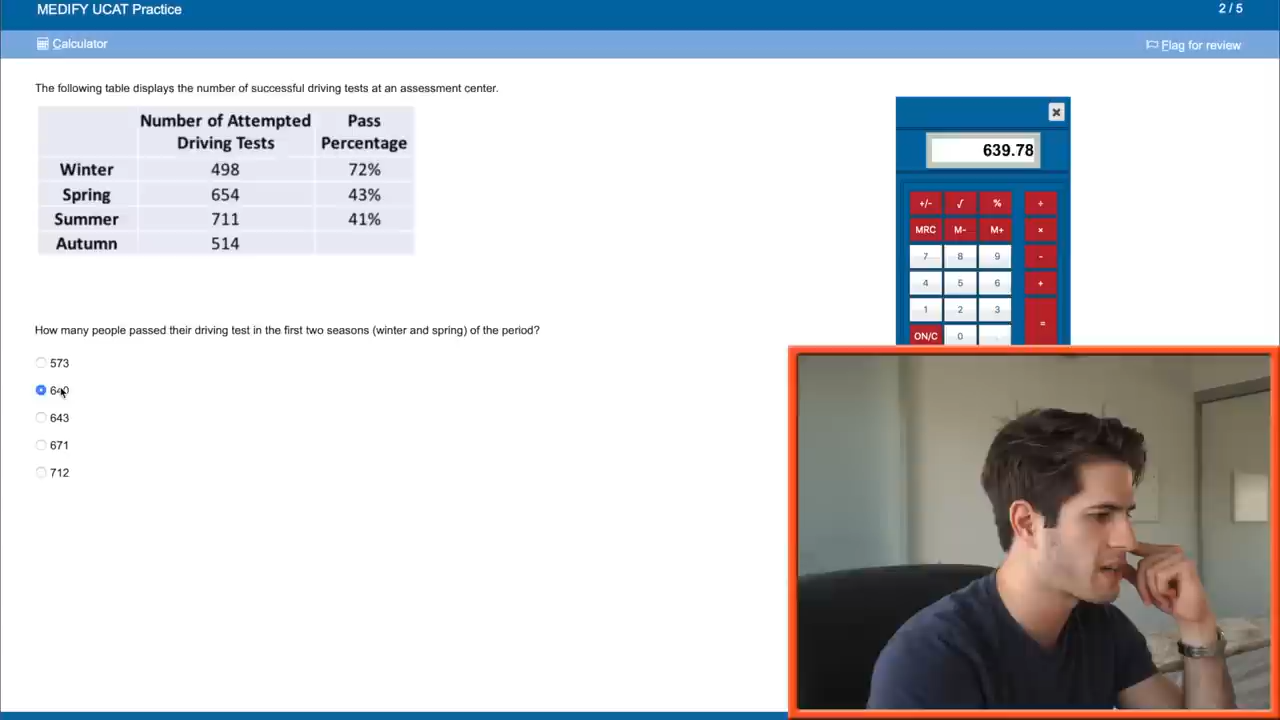 MEDIFY UCAT Practice
2 / 5
Calculator
Flag for review
The following table displays the number of successful driving tests at an assessment center.
Number of Attempted Driving Tests
Pass Percentage
Winter 498 72%
Spring 654 43%
Summer 711 41%
Autumn 514
639.78
+/- √ % ÷
MRC M- M+ ×
7 8 9 -
4 5 6 +
1 2 3 =
ON/C 0 .
How many people passed their driving test in the first two seasons (winter and spring) of the period?
573
640
643
671
712